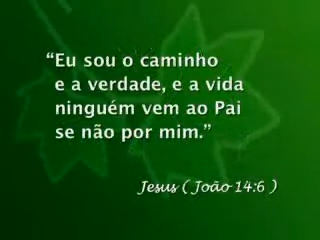 “Eu sou o caminho
e a verdade, e a vida
ninguém vem ao Pai
se não por mim.”
Jesus ( João 14:6 )